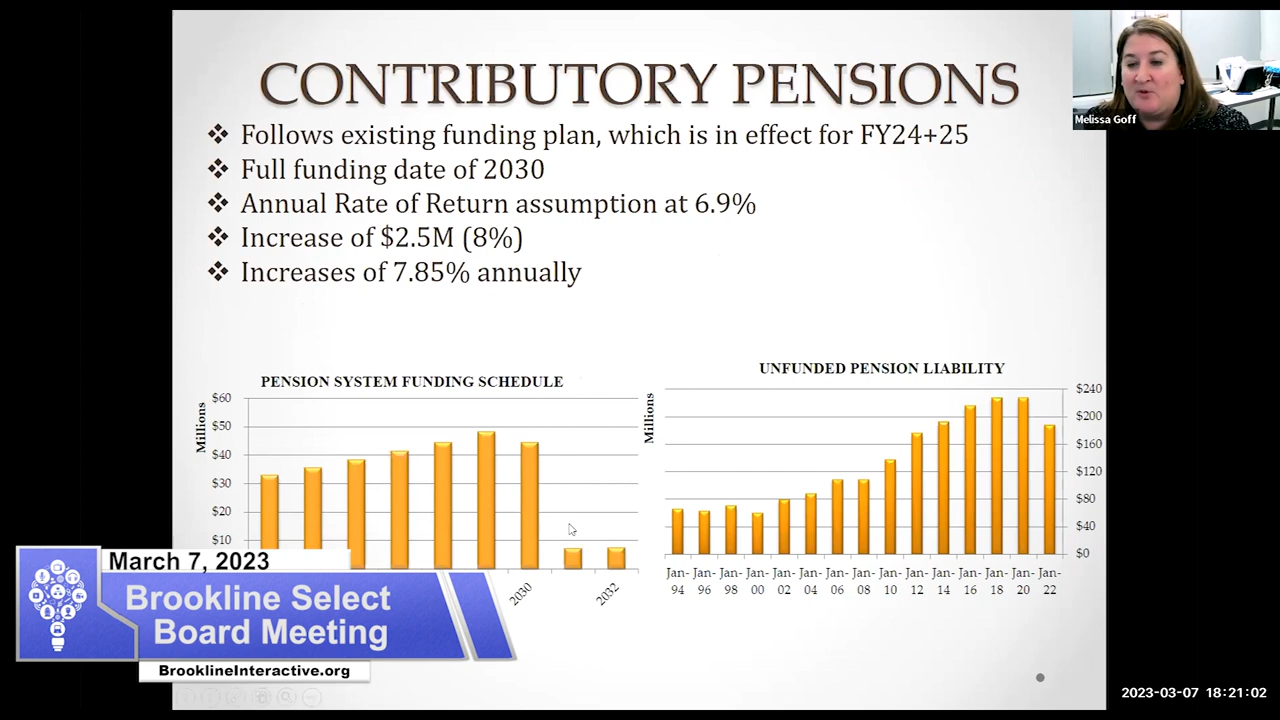 CONTRIBUTORY PENSIONS
Melissa Goff
❖ Follows existing funding plan, which is in effect for FY24+25
❖ Full funding date of 2030
❖ Annual Rate of Return assumption at 6.9%
❖ Increase of $2.5M (8%)
❖ Increases of 7.85% annually
PENSION SYSTEM FUNDING SCHEDULE
Millions
$60
$50
$40
$30
$20
$10
2030
2032
UNFUNDED PENSION LIABILITY
Millions
$240
$200
$160
$120
$80
$40
$0
Jan- Jan- Jan- Jan- Jan- Jan- Jan- Jan- Jan- Jan- Jan- Jan- Jan- Jan- Jan-
94 96 98 00 02 04 06 08 10 12 14 16 18 20 22
March 7, 2023
Brookline Select
Board Meeting
BrooklineInteractive.org
2023-03-07 18:21:02